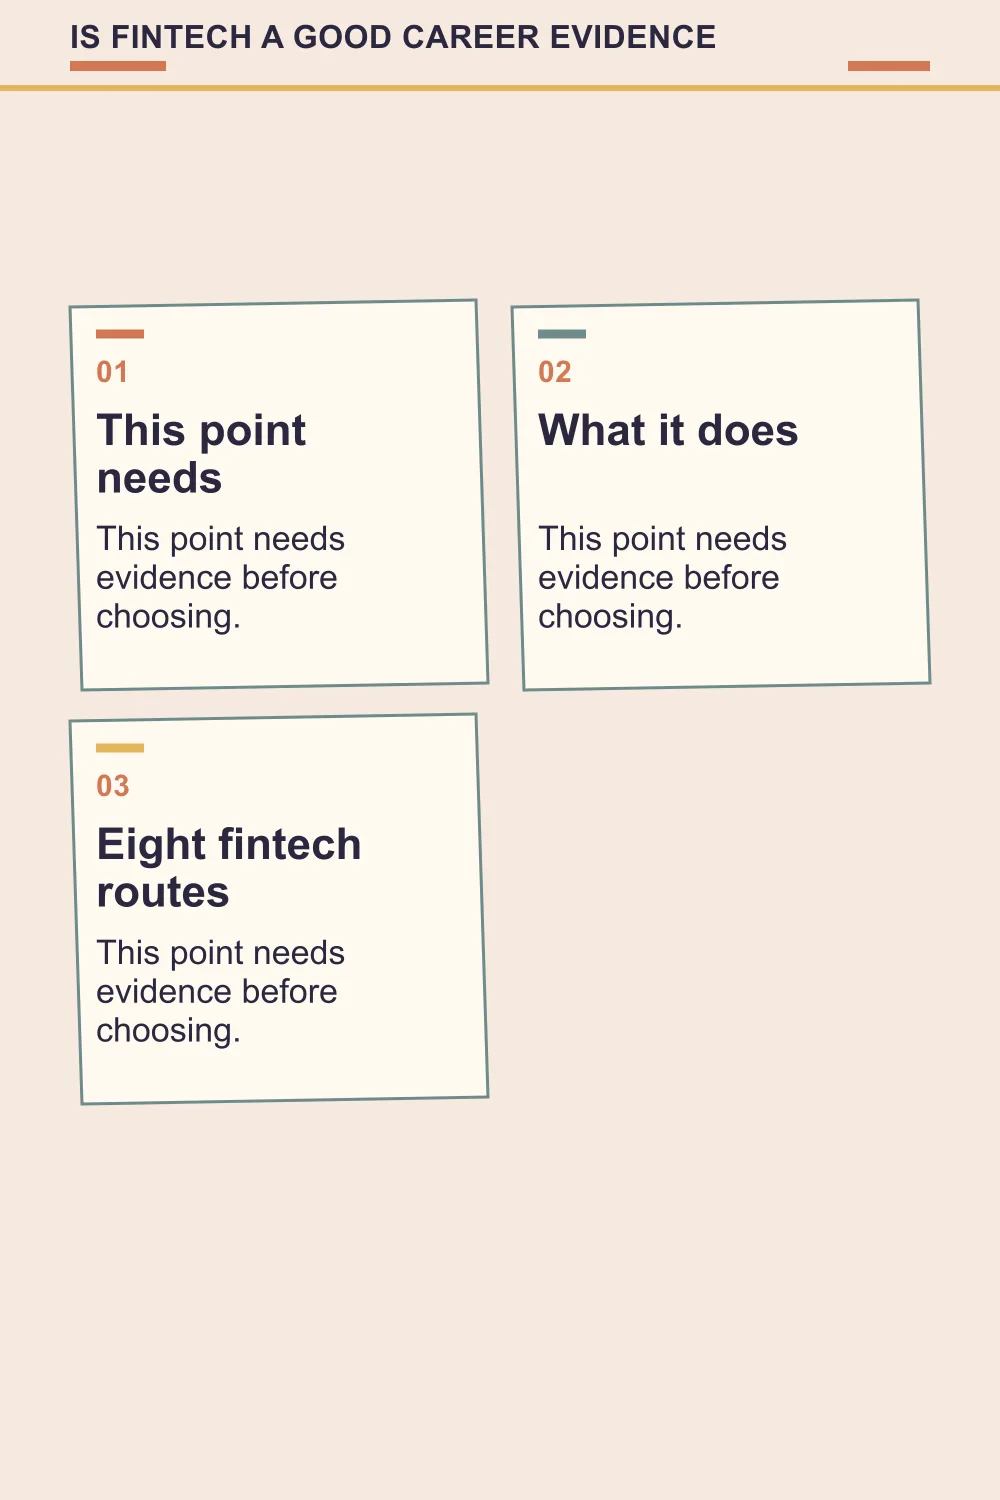 IS FINTECH A GOOD CAREER EVIDENCE
01
This point
needs
This point needs
evidence before
choosing.
02
What it does
This point needs
evidence before
choosing.
03
Eight fintech
routes
This point needs
evidence before
choosing.